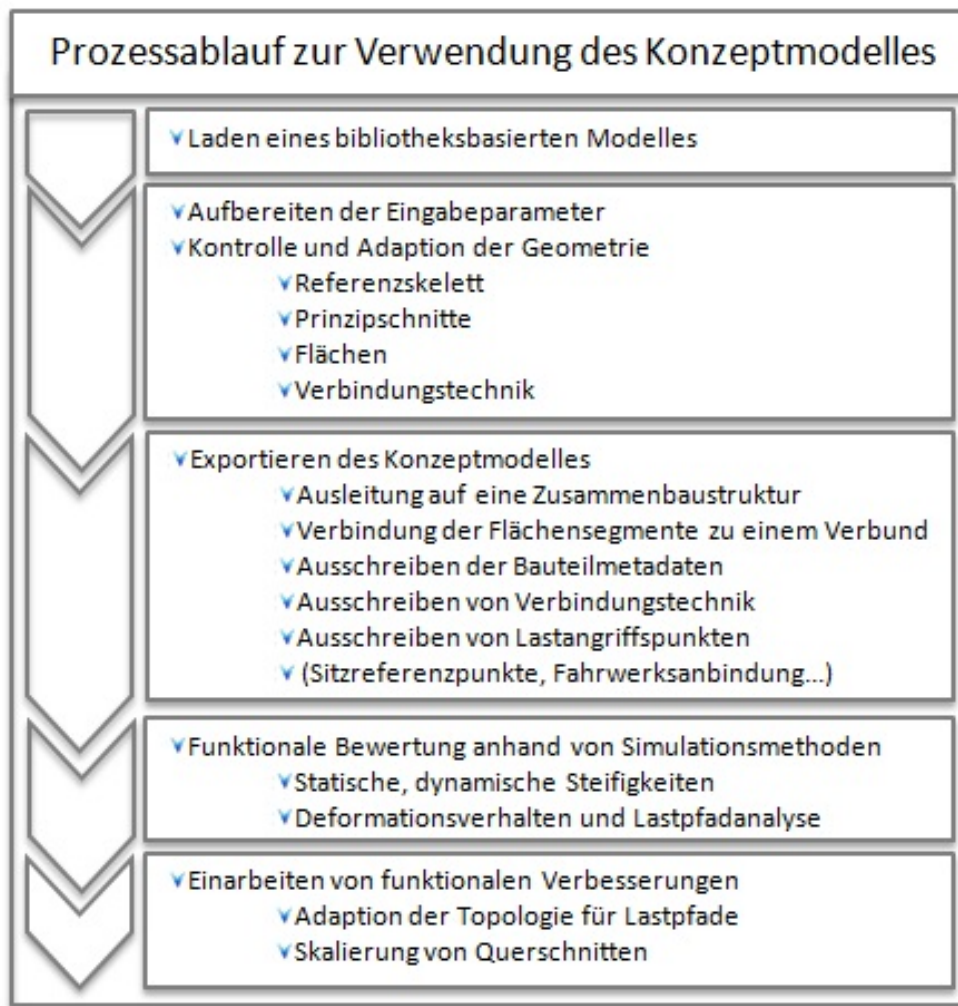 Prozessablauf zur Verwendung des Konzeptmodelles
Laden eines bibliotheksbasierten Modelles
Aufbereiten der Eingabeparameter
Kontrolle und Adaption der Geometrie
Referenzskelett
Prinzipschnitte
Flächen
Verbindungstechnik
Exportieren des Konzeptmodelles
Ausleitung auf eine Zusammenbaustruktur
Verbindung der Flächensegmente zu einem Verbund
Ausschreiben der Bauteilmetadaten
Ausschreiben von Verbindungstechnik
Ausschreiben von Lastangriffspunkten
(Sitzreferenzpunkte, Fahrwerksanbindung...)
Funktionale Bewertung anhand von Simulationsmethoden
Statische, dynamische Steifigkeiten
Deformationsverhalten und Lastpfadanalyse
Einarbeiten von funktionalen Verbesserungen
Adaption der Topologie für Lastpfade
Skalierung von Querschnitten